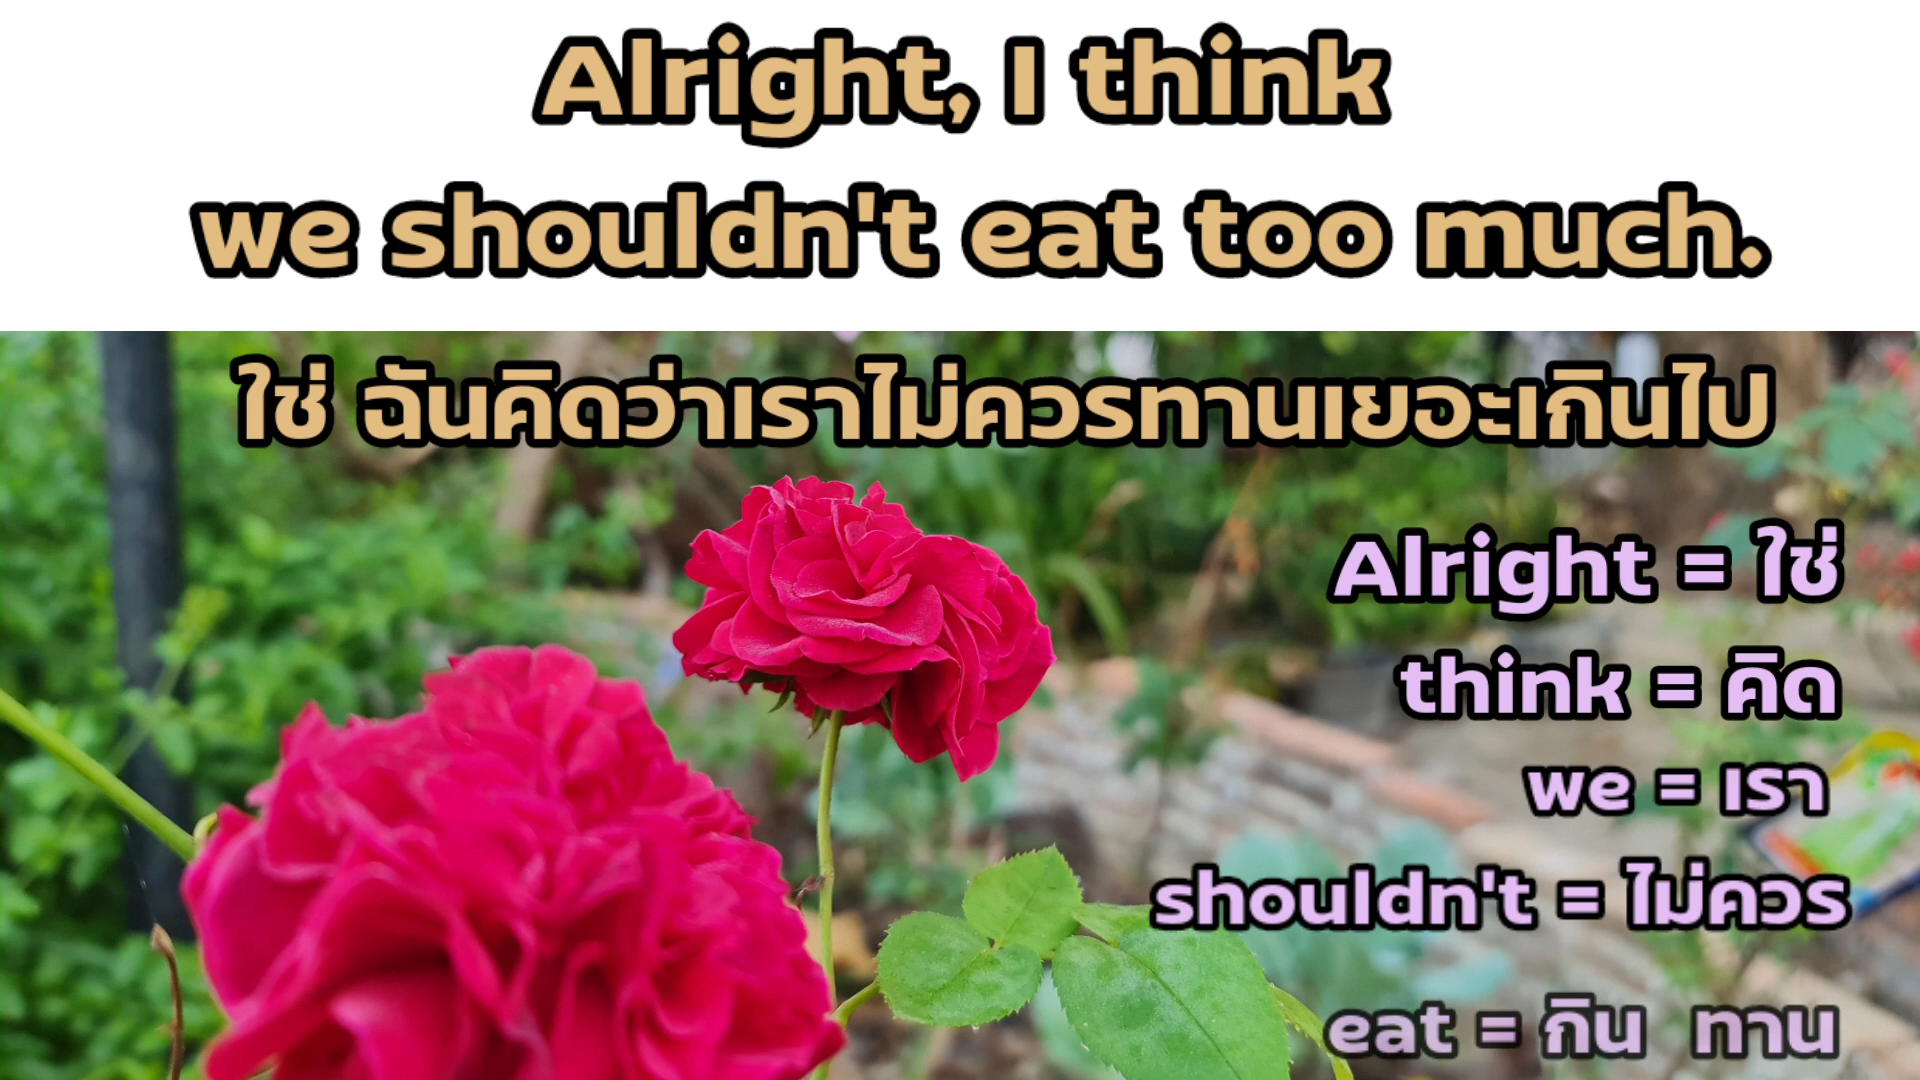 Alright, I think
we shouldn't eat too much.
ใช่ ฉันคิดว่าเราไม่ควรทานเยอะเกินไป
Alright = ใช่
think = คิด
we = เรา
shouldn't = ไม่ควร
eat = กิน ทาน